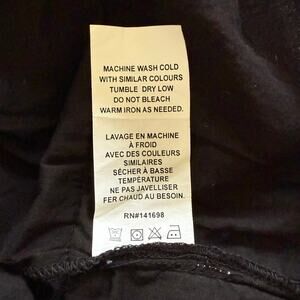 MACHINE WASH COLD
WITH SIMILAR COLOURS
TUMBLE DRY LOW
DO NOT BLEACH
WARM IRON AS NEEDED.
LAVAGE EN MACHINE
À FROID
AVEC DES COULEURS
SIMILAIRES
SÉCHER À BASSE
TEMPÉRATURE
NE PAS JAVELLISER
FER CHAUD AU BESOIN.
RN#141698